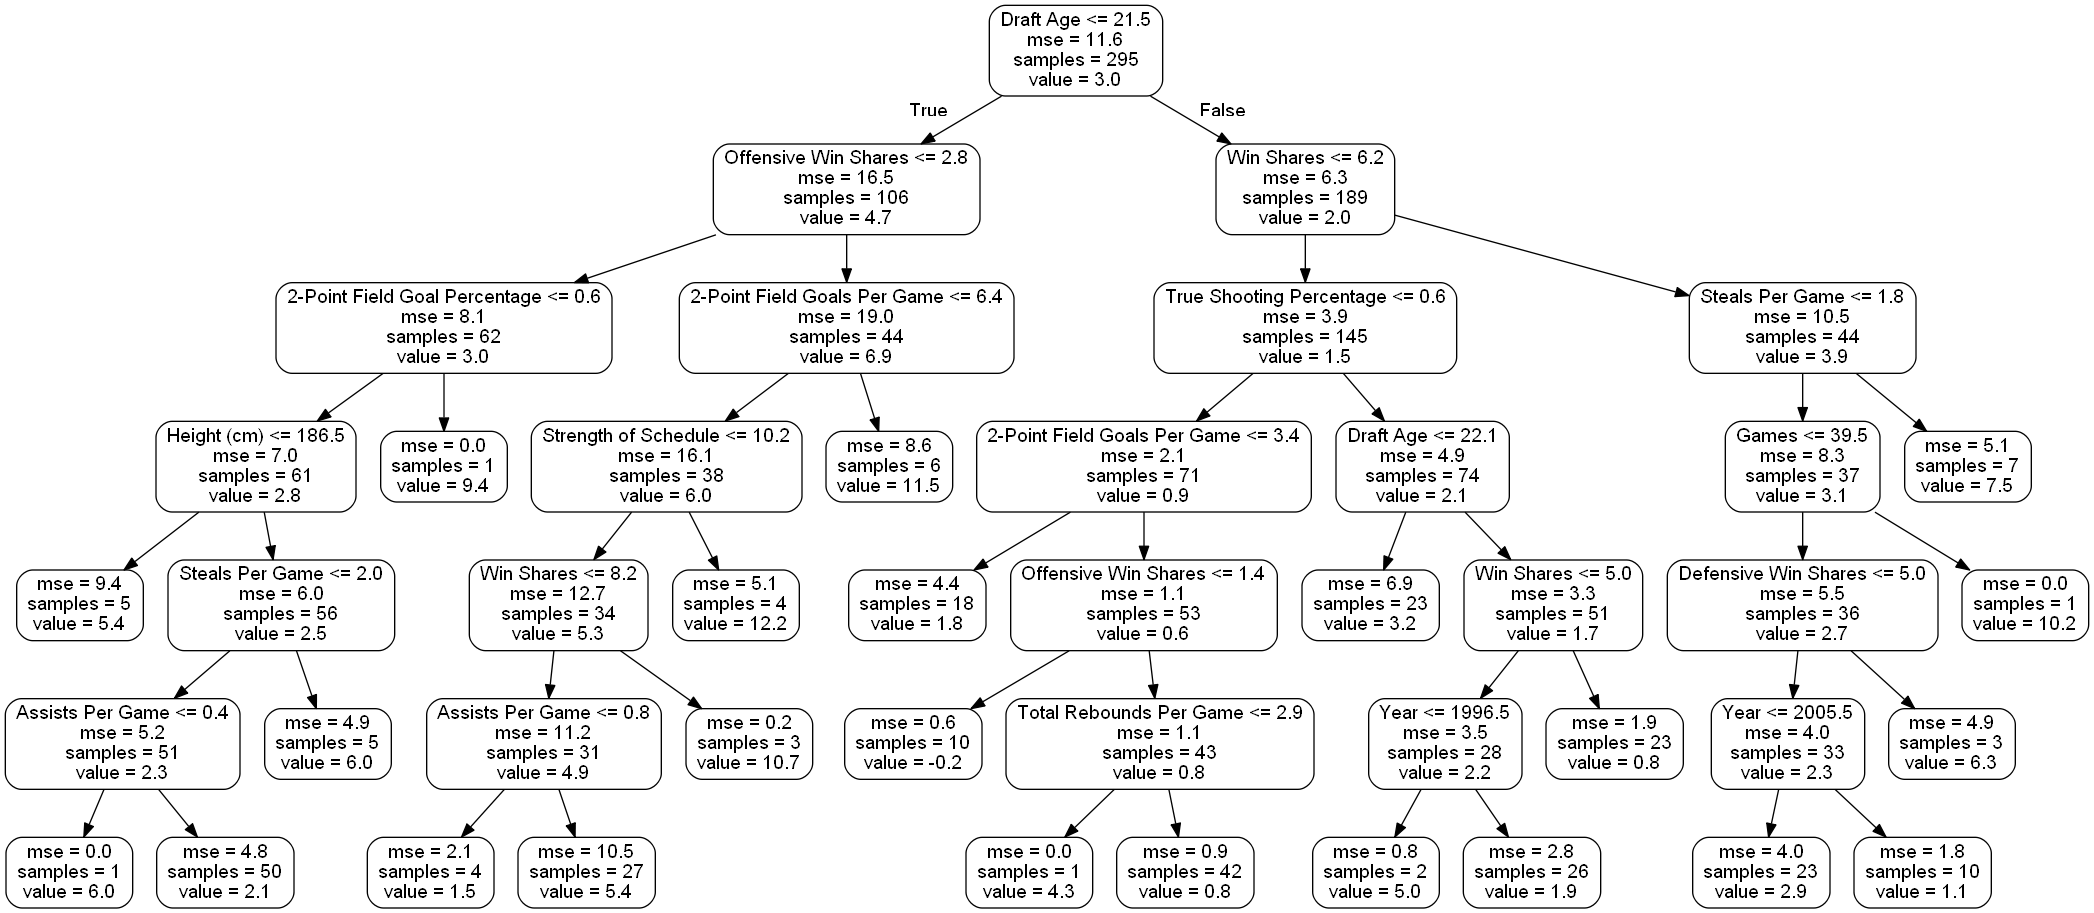 Draft Age <= 21.5
mse = 11.6
samples = 295
value = 3.0
True
False
Offensive Win Shares <= 2.8
mse = 16.5
samples = 106
value = 4.7
Win Shares <= 6.2
mse = 6.3
samples = 189
value = 2.0
2-Point Field Goal Percentage <= 0.6
mse = 8.1
samples = 62
value = 3.0
2-Point Field Goals Per Game <= 6.4
mse = 19.0
samples = 44
value = 6.9
True Shooting Percentage <= 0.6
mse = 3.9
samples = 145
value = 1.5
Steals Per Game <= 1.8
mse = 10.5
samples = 44
value = 3.9
Height (cm) <= 186.5
mse = 7.0
samples = 61
value = 2.8
mse = 0.0
samples = 1
value = 9.4
Strength of Schedule <= 10.2
mse = 16.1
samples = 38
value = 6.0
mse = 8.6
samples = 6
value = 11.5
2-Point Field Goals Per Game <= 3.4
mse = 2.1
samples = 71
value = 0.9
Draft Age <= 22.1
mse = 4.9
samples = 74
value = 2.1
Games <= 39.5
mse = 8.3
samples = 37
value = 3.1
mse = 5.1
samples = 7
value = 7.5
mse = 9.4
samples = 5
value = 5.4
Steals Per Game <= 2.0
mse = 6.0
samples = 56
value = 2.5
Win Shares <= 8.2
mse = 12.7
samples = 34
value = 5.3
mse = 5.1
samples = 4
value = 12.2
mse = 4.4
samples = 18
value = 1.8
Offensive Win Shares <= 1.4
mse = 1.1
samples = 53
value = 0.6
mse = 6.9
samples = 23
value = 3.2
Win Shares <= 5.0
mse = 3.3
samples = 51
value = 1.7
Defensive Win Shares <= 5.0
mse = 5.5
samples = 36
value = 2.7
mse = 0.0
samples = 1
value = 10.2
Assists Per Game <= 0.4
mse = 5.2
samples = 51
value = 2.3
mse = 4.9
samples = 5
value = 6.0
Assists Per Game <= 0.8
mse = 11.2
samples = 31
value = 4.9
mse = 0.2
samples = 3
value = 10.7
mse = 0.6
samples = 10
value = -0.2
Total Rebounds Per Game <= 2.9
mse = 1.1
samples = 43
value = 0.8
Year <= 1996.5
mse = 3.5
samples = 28
value = 2.2
mse = 1.9
samples = 23
value = 0.8
Year <= 2005.5
mse = 4.0
samples = 33
value = 2.3
mse = 4.9
samples = 3
value = 6.3
mse = 0.0
samples = 1
value = 6.0
mse = 4.8
samples = 50
value = 2.1
mse = 2.1
samples = 4
value = 1.5
mse = 10.5
samples = 27
value = 5.4
mse = 0.0
samples = 1
value = 4.3
mse = 0.9
samples = 42
value = 0.8
mse = 0.8
samples = 2
value = 5.0
mse = 2.8
samples = 26
value = 1.9
mse = 4.0
samples = 23
value = 2.9
mse = 1.8
samples = 10
value = 1.1